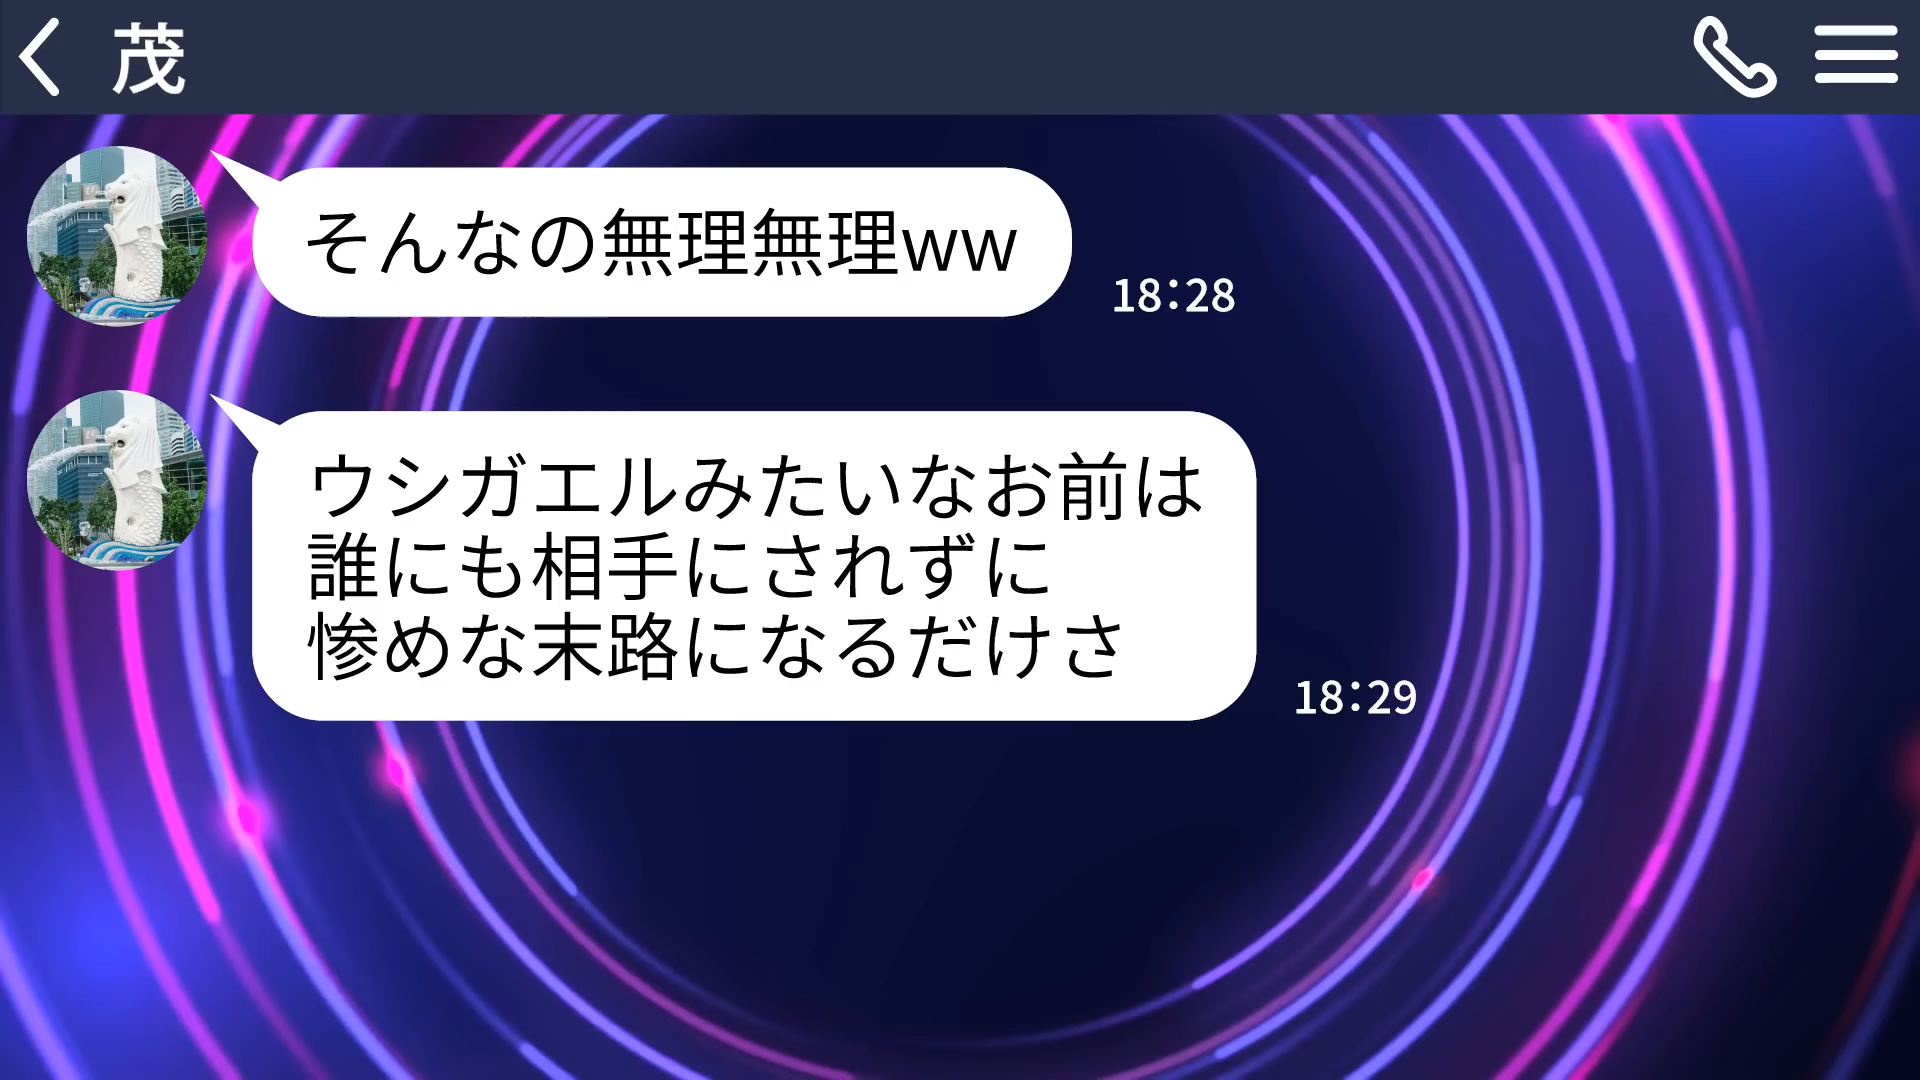 茂
そんなの無理無理ww
18:28
ウシガエルみたいなお前は
誰にも相手にされずに
惨めな末路になるだけさ
18:29